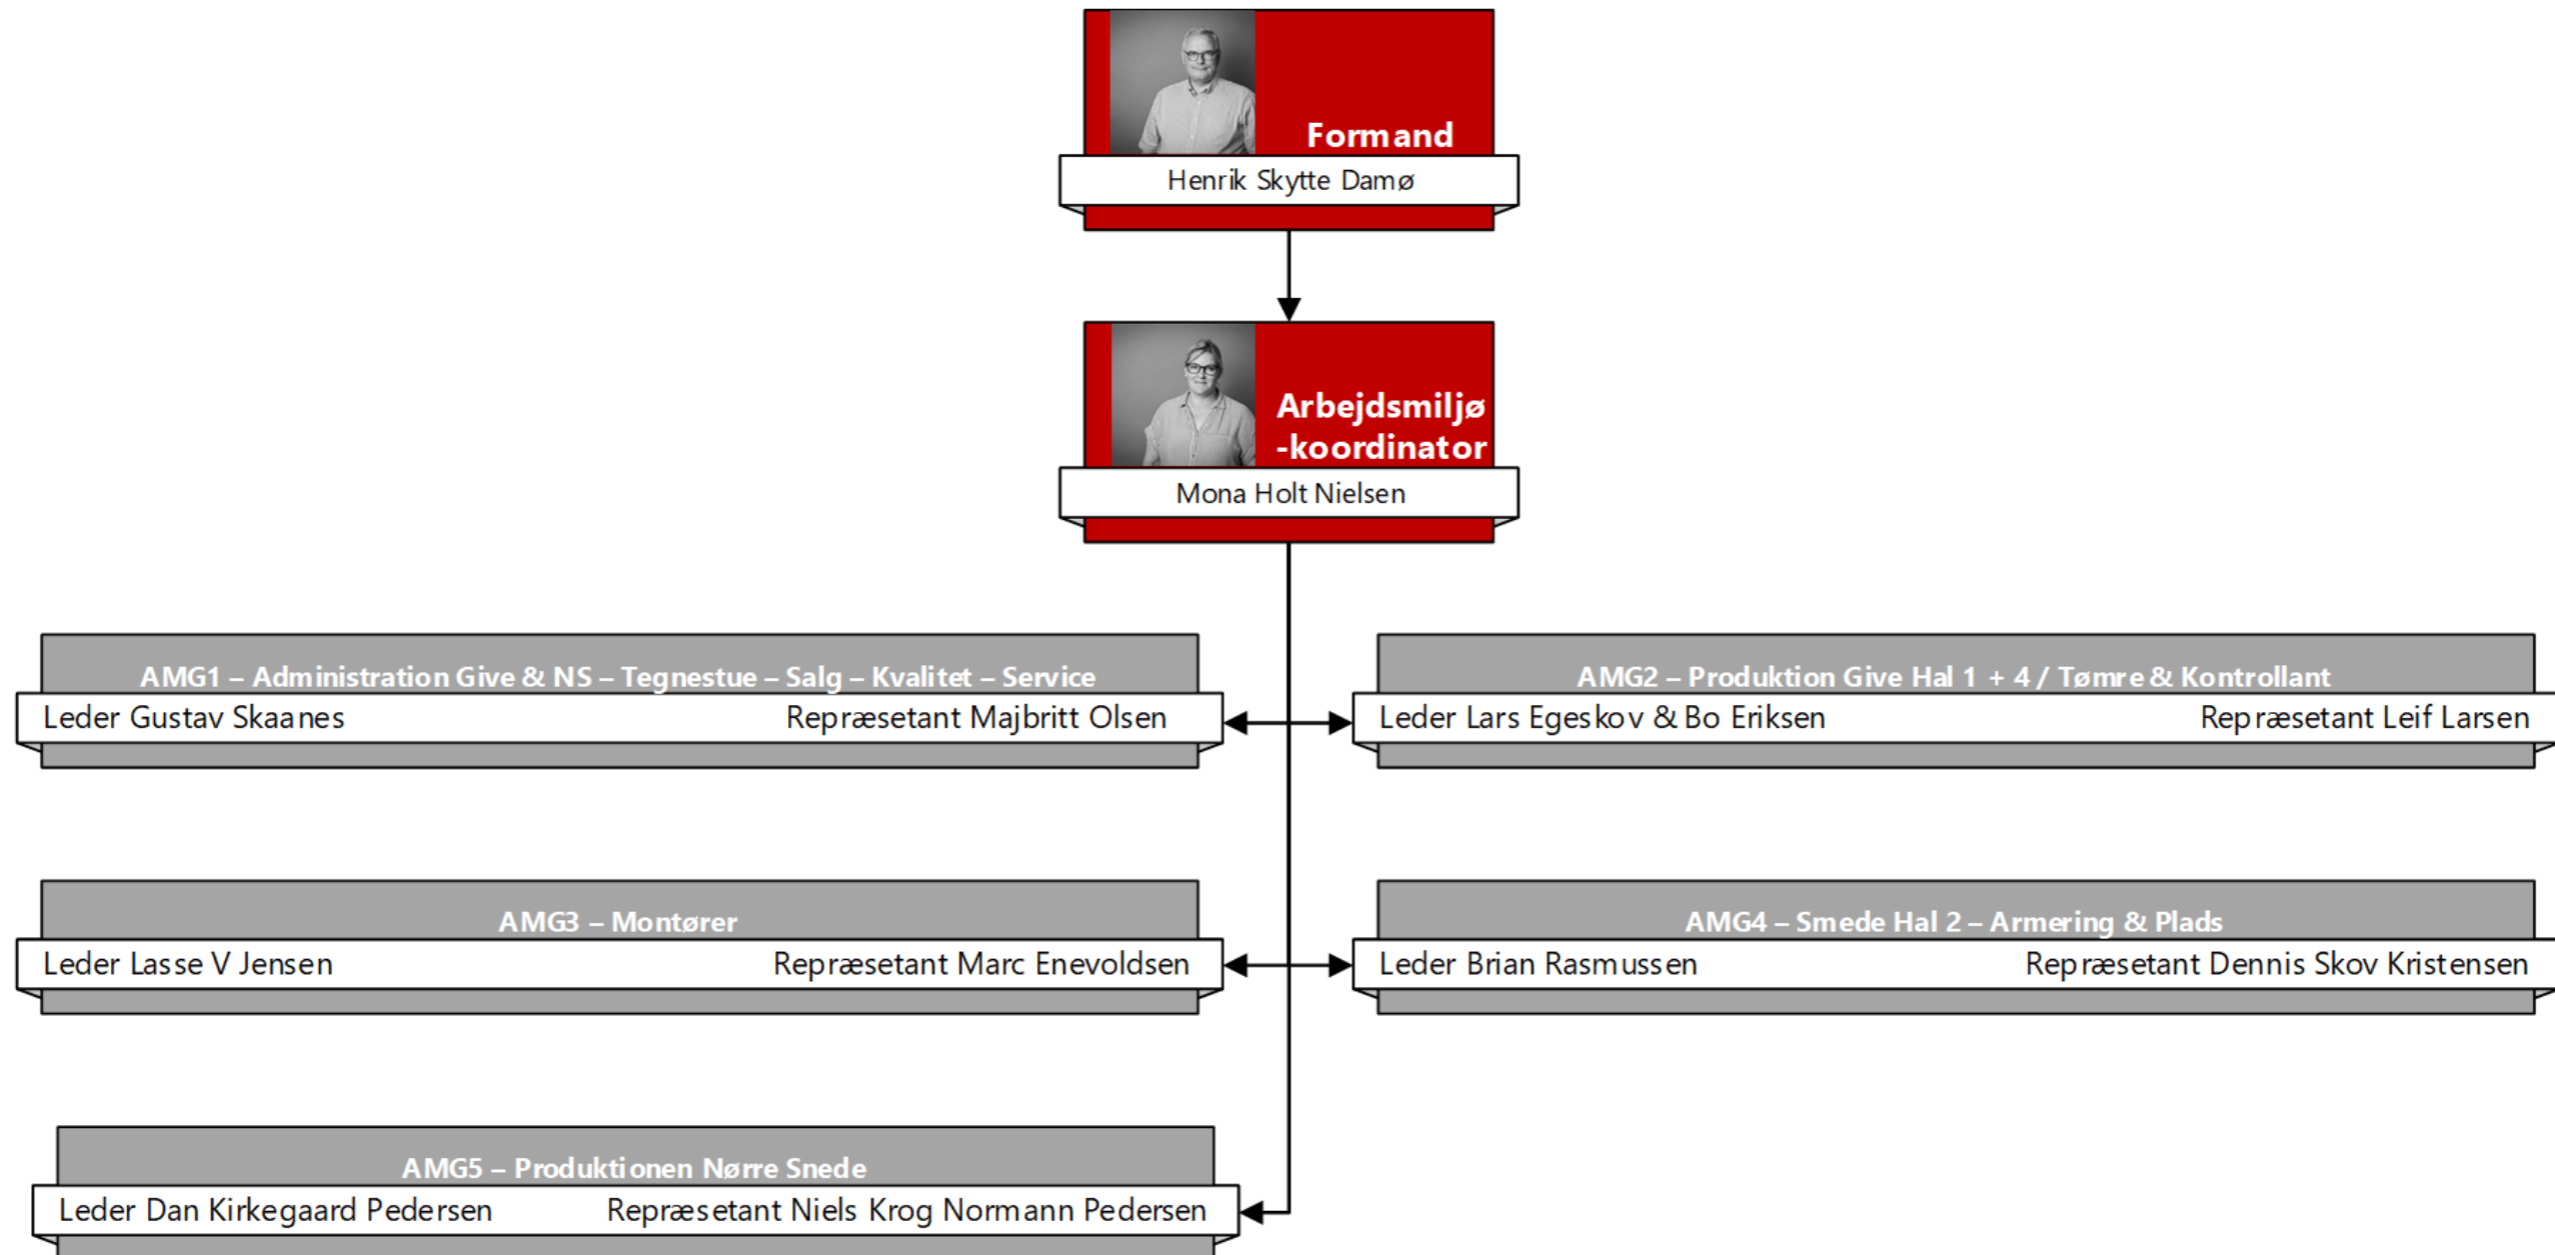 Formand
Henrik Skytte Damø
Arbejdsmiljø
-koordinator
Mona Holt Nielsen
AMG1 – Administration Give & NS – Tegnestue – Salg – Kvalitet – Service
Leder Gustav Skaanes Repræsetant Majbritt Olsen
AMG2 – Produktion Give Hal 1 + 4 / Tømre & Kontrollant
Leder Lars Egeskov & Bo Eriksen Repræsetant Leif Larsen
AMG3 – Montører
Leder Lasse V Jensen Repræsetant Marc Enevoldsen
AMG4 – Smede Hal 2 – Armering & Plads
Leder Brian Rasmussen Repræsetant Dennis Skov Kristensen
AMG5 – Produktionen Nørre Snede
Leder Dan Kirkegaard Pedersen Repræsetant Niels Krog Normann Pedersen